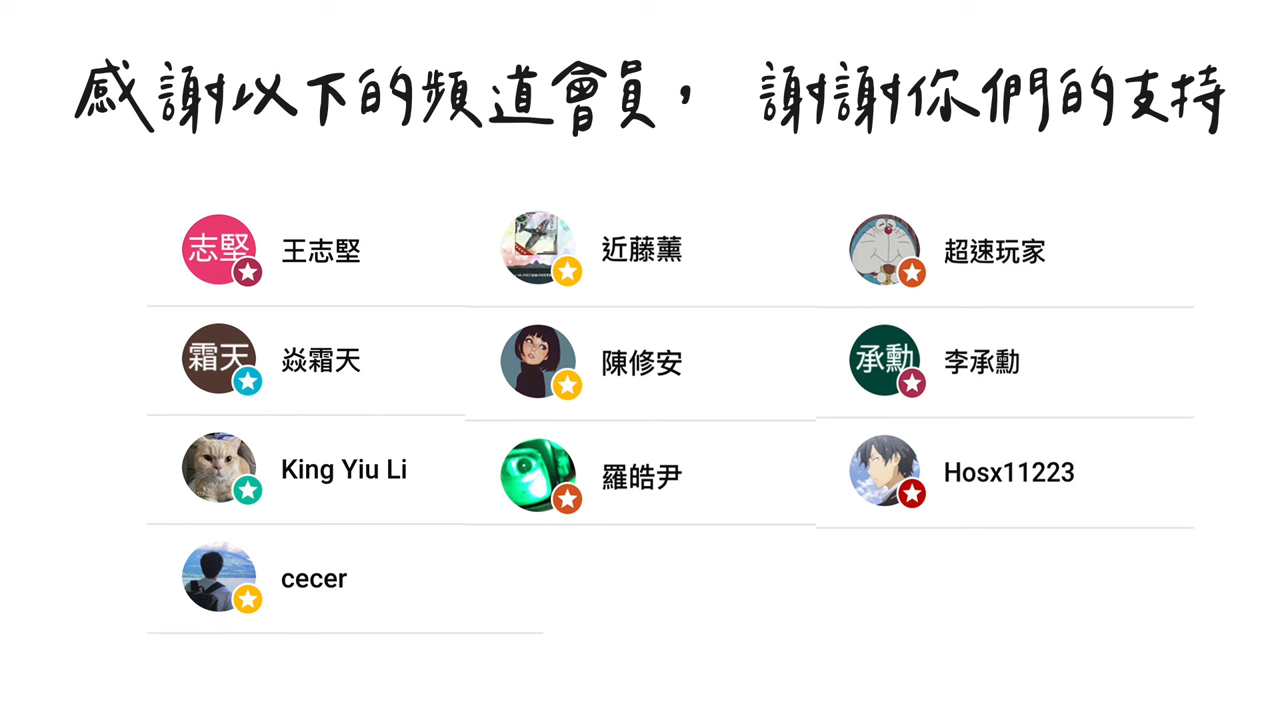 感謝以下的頻道會員， 謝謝你們的支持
志堅 王志堅
近藤薰
超速玩家
霜天 焱霜天
陳修安
承勳 李承勳
King Yiu Li
羅皓尹
Hosx11223
cecer